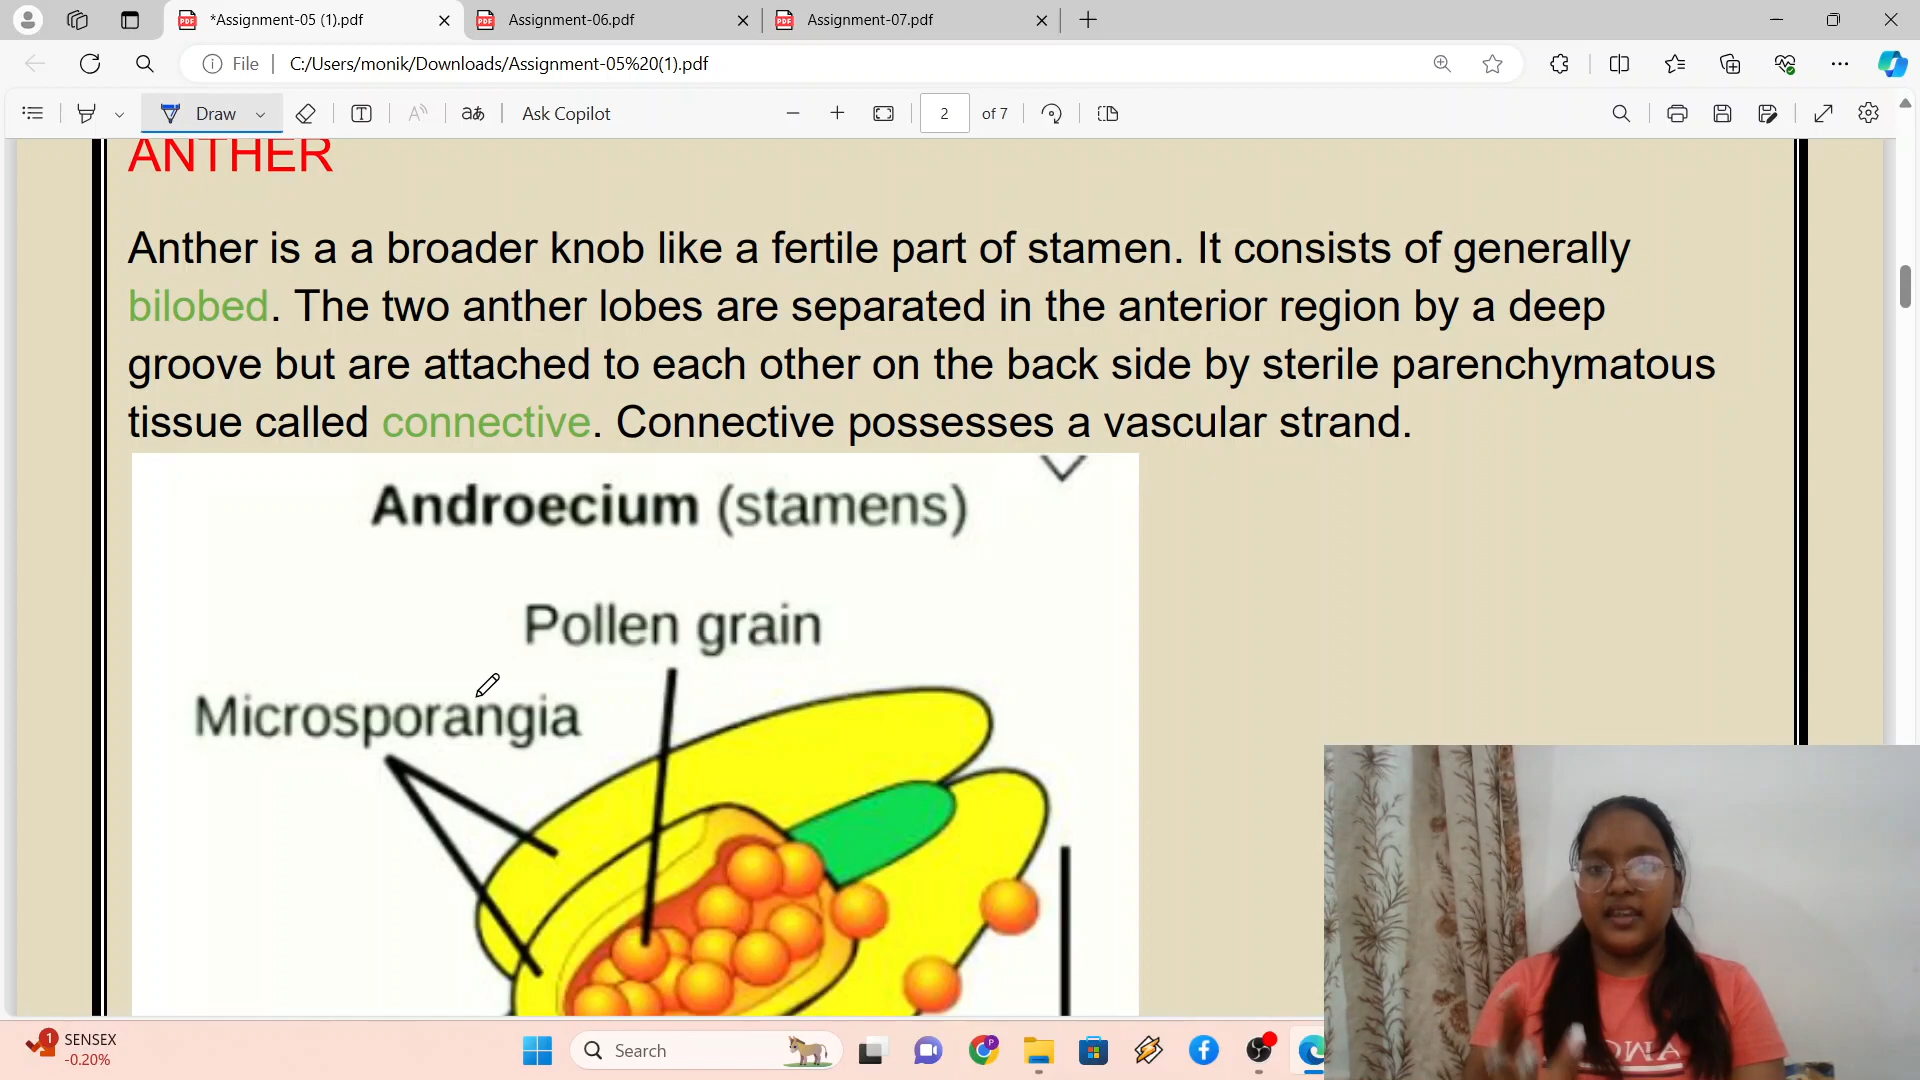 *Assignment-05 (1).pdf
Assignment-06.pdf
Assignment-07.pdf
File
C:/Users/monik/Downloads/Assignment-05%20(1).pdf
Draw
Ask Copilot
2 of 7
ANTHER
Anther is a a broader knob like a fertile part of stamen. It consists of generally
bilobed. The two anther lobes are separated in the anterior region by a deep
groove but are attached to each other on the back side by sterile parenchymatous
tissue called connective. Connective possesses a vascular strand.
Androecium (stamens)
Pollen grain
Microsporangia
1
SENSEX
-0.20%
Search